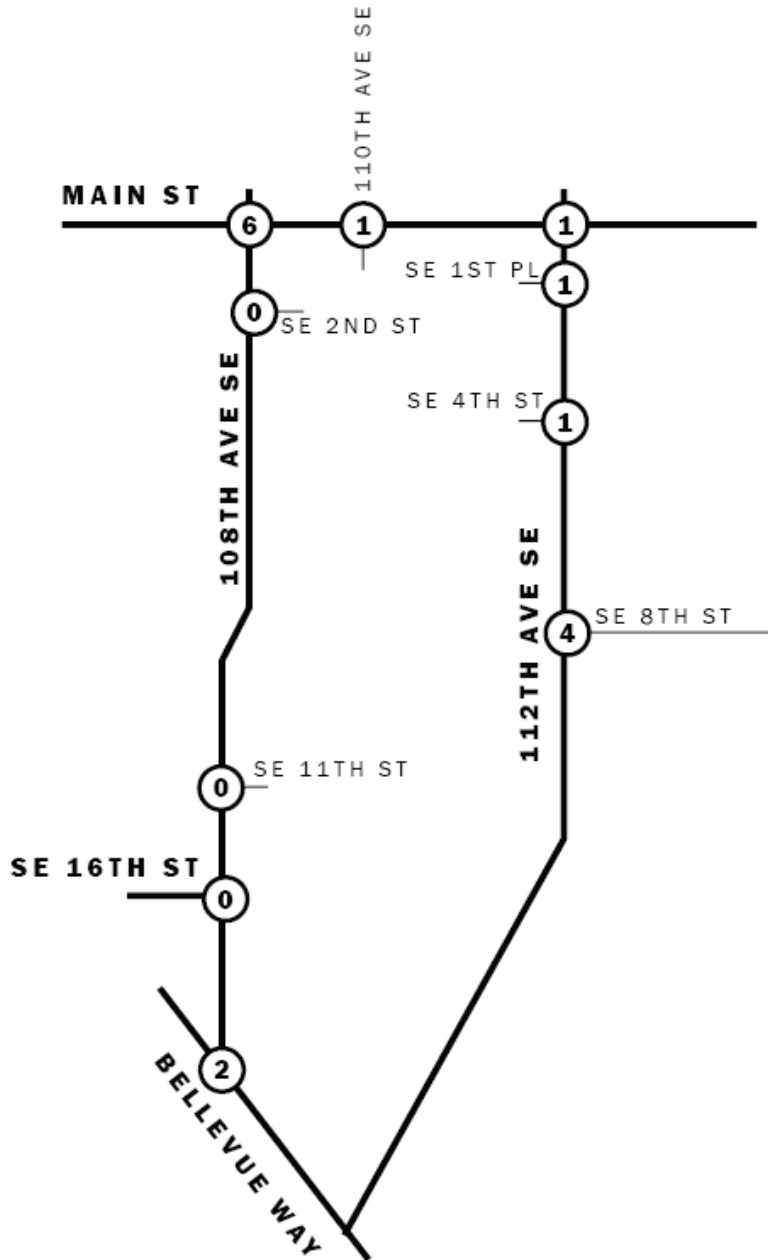 110TH AVE SE
MAIN ST
6
1
1
SE 1ST PL
1
0
SE 2ND ST
108TH AVE SE
SE 4TH ST
1
112TH AVE SE
SE 8TH ST
4
SE 11TH ST
0
SE 16TH ST
0
2
BELLEVUE WAY